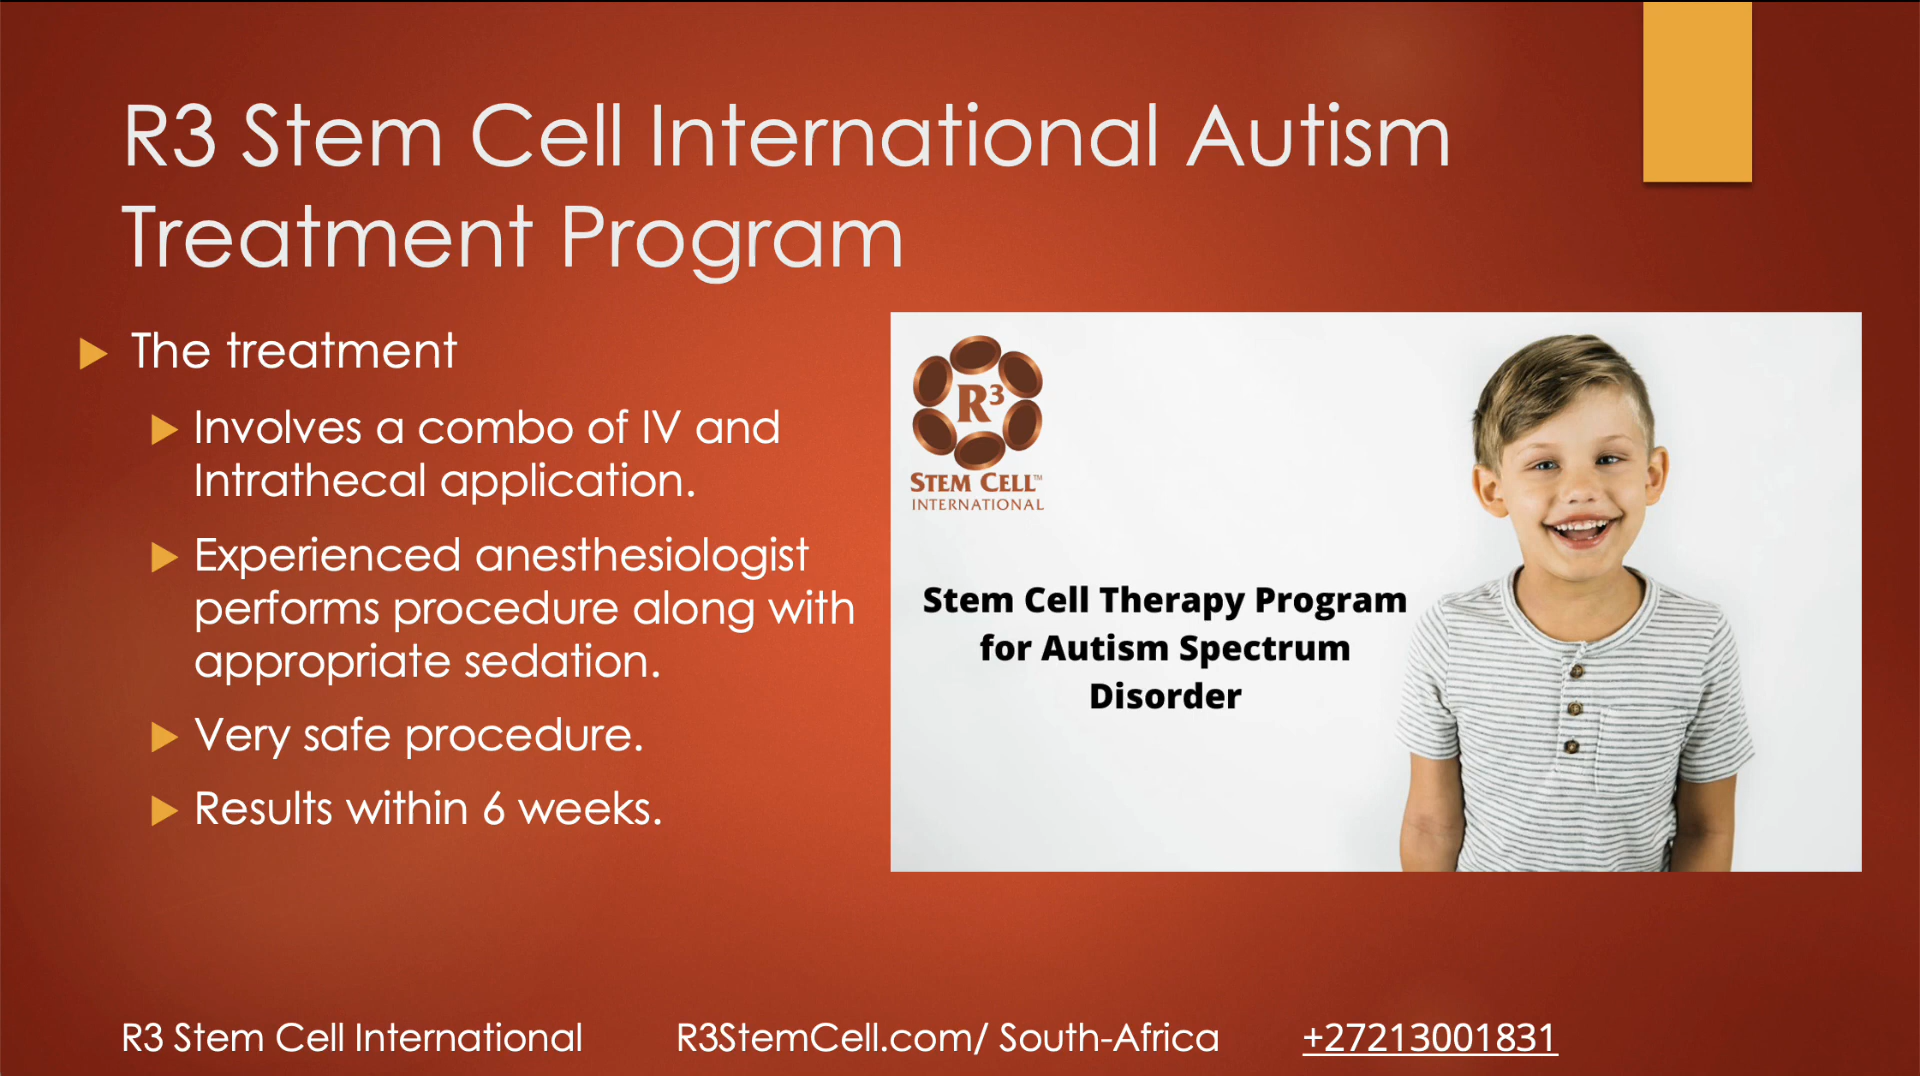 R3 Stem Cell International Autism
Treatment Program
The treatment
Involves a combo of IV and
Intrathecal application.
Experienced anesthesiologist
performs procedure along with
appropriate sedation.
Very safe procedure.
Results within 6 weeks.
R³
STEM CELL™
INTERNATIONAL
Stem Cell Therapy Program
for Autism Spectrum
Disorder
R3 Stem Cell International R3StemCell.com/ South-Africa +27213001831